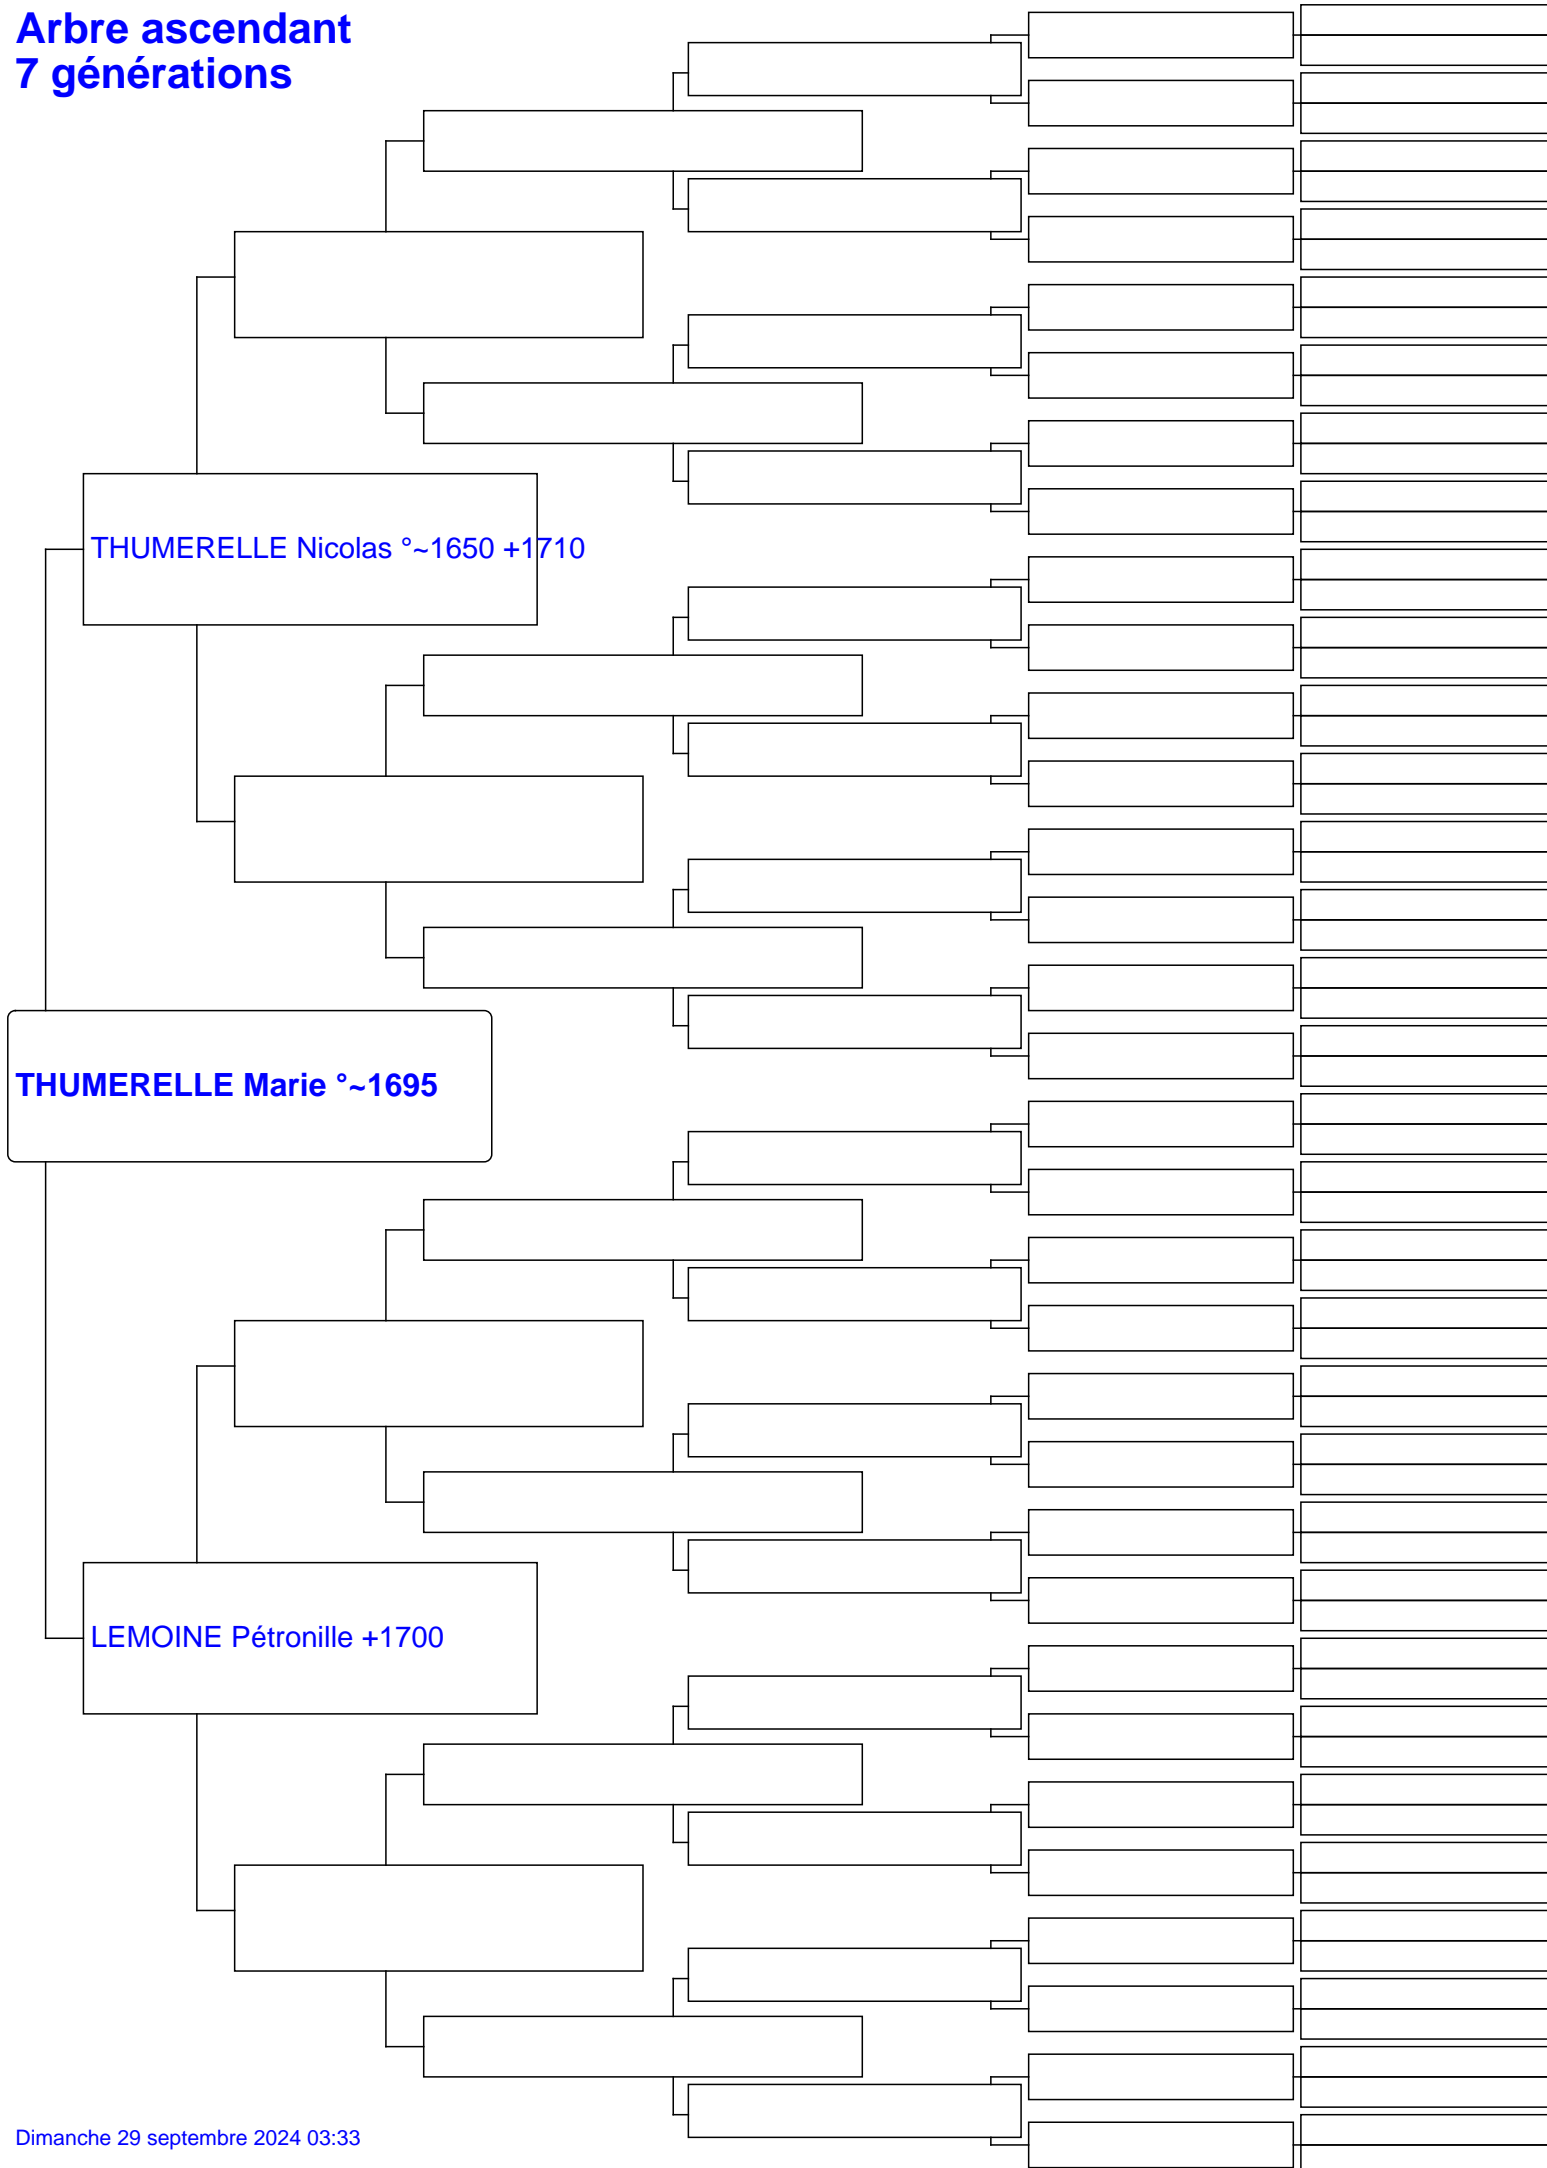 Arbre ascendant
7 générations
THUMERELLE Nicolas °~1650 +1710
THUMERELLE Marie °~1695
LEMOINE Pétronille +1700
Dimanche 29 septembre 2024 03:33